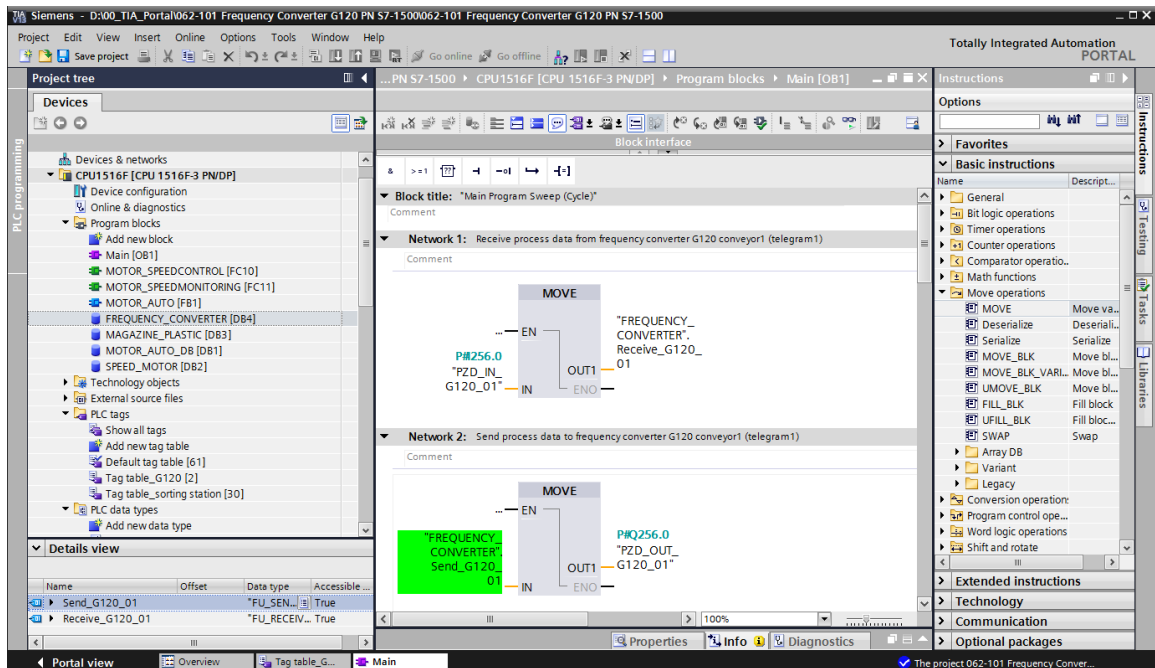 Siemens - D:\00_TIA_Portal\062-101 Frequency Converter G120 PN S7-1500\062-101 Frequency Converter G120 PN S7-1500
Project Edit View Insert Online Options Tools Window Help
Totally Integrated Automation
PORTAL
Save project
Go online
Go offline
Project tree
Devices
PLC programming
Devices & networks
CPU1516F [CPU 1516F-3 PN/DP]
Device configuration
Online & diagnostics
Program blocks
Add new block
Main [OB1]
MOTOR_SPEEDCONTROL [FC10]
MOTOR_SPEEDMONITORING [FC11]
MOTOR_AUTO [FB1]
FREQUENCY_CONVERTER [DB4]
MAGAZINE_PLASTIC [DB3]
MOTOR_AUTO_DB [DB1]
SPEED_MOTOR [DB2]
Technology objects
External source files
PLC tags
Show all tags
Add new tag table
Default tag table [61]
Tag table_G120 [2]
Tag table_sorting station [30]
PLC data types
Add new data type
Details view
Name Offset Data type Accessible ...
Send_G120_01 "FU_SEN... True
Receive_G120_01 "FU_RECEIV... True
...PN S7-1500 CPU1516F [CPU 1516F-3 PN/DP] Program blocks Main [OB1]
Block interface
& >=1 ?? -o|
Block title: "Main Program Sweep (Cycle)"
Comment
Network 1: Receive process data from frequency converter G120 conveyor1 (telegram1)
Comment
MOVE
... EN
P#I256.0
"PZD_IN_
G120_01" IN
OUT1
ENO
"FREQUENCY_
CONVERTER".
Receive_G120_
01
Network 2: Send process data to frequency converter G120 conveyor1 (telegram1)
Comment
MOVE
... EN
"FREQUENCY_
CONVERTER".
Send_G120_
01 IN
OUT1
ENO
P#Q256.0
"PZD_OUT_
G120_01"
100%
Properties Info Diagnostics
Instructions
Options
Favorites
Basic instructions
Name Descript...
General
Bit logic operations
Timer operations
Counter operations
Comparator operatio..
Math functions
Move operations
MOVE Move va...
Deserialize Deseriali...
Serialize Serialize
MOVE_BLK Move bl...
MOVE_BLK_VARI... Move bl...
UMOVE_BLK Move bl...
FILL_BLK Fill block
UFILL_BLK Fill bloc...
SWAP Swap
Array DB
Variant
Legacy
Conversion operations
Program control ope...
Word logic operations
Shift and rotate
Extended instructions
Technology
Communication
Optional packages
Instructions
Testing
Tasks
Libraries
Portal view Overview Tag table_G... Main
The project 062-101 Frequency Conver...